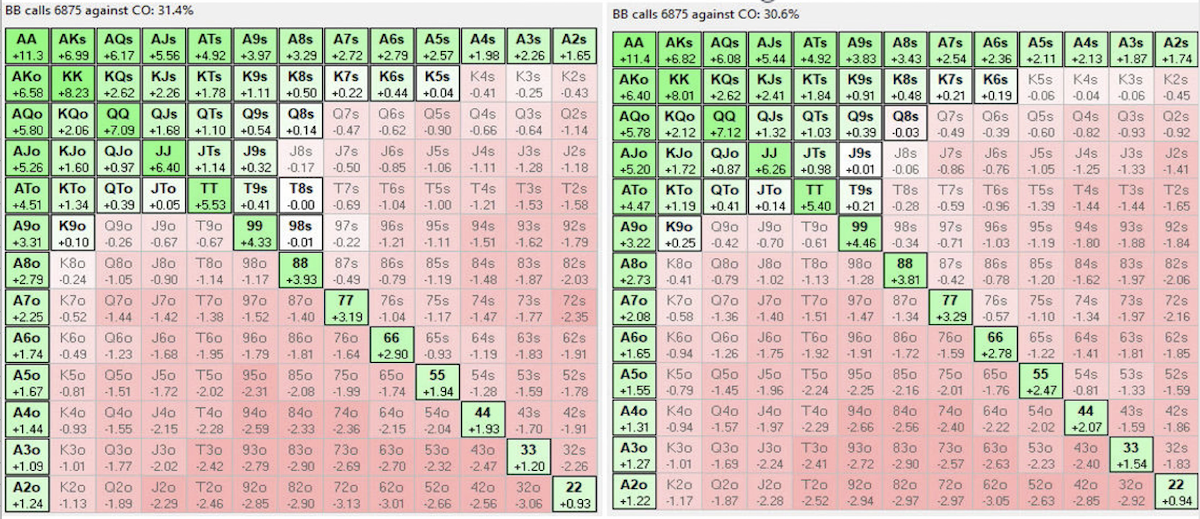 BB calls 6875 against CO: 31.4%
AA AKs AQs AJs ATs A9s A8s A7s A6s A5s A4s A3s A2s
+11.3 +6.99 +6.17 +5.56 +4.92 +3.97 +3.29 +2.72 +2.79 +2.57 +1.98 +2.26 +1.65
AKo KK KQs KJs KTs K9s K8s K7s K6s K5s K4s K3s K2s
+6.58 +8.23 +2.62 +2.26 +1.78 +1.11 +0.50 +0.22 +0.44 +0.04 -0.41 -0.25 -0.43
AQo KQo QQ QJs QTs Q9s Q8s Q7s Q6s Q5s Q4s Q3s Q2s
+5.80 +2.06 +7.09 +1.68 +1.10 +0.54 +0.14 -0.47 -0.62 -0.90 -0.66 -0.64 -1.14
AJo KJo QJo JJ JTs J9s J8s J7s J6s J5s J4s J3s J2s
+5.26 +1.60 +0.97 +6.40 +1.14 +0.32 -0.17 -0.50 -0.85 -1.06 -1.11 -1.28 -1.18
ATo KTo QTo JTo TT T9s T8s T7s T6s T5s T4s T3s T2s
+4.51 +1.34 +0.39 +0.05 +5.53 +0.41 -0.00 -0.69 -1.04 -1.00 -1.21 -1.53 -1.58
A9o K9o Q9o J9o T9o 99 98s 97s 96s 95s 94s 93s 92s
+3.31 +0.10 -0.26 -0.67 -0.67 +4.33 -0.01 -0.22 -1.21 -1.11 -1.51 -1.62 -1.79
A8o K8o Q8o J8o T8o 98o 88 87s 86s 85s 84s 83s 82s
+2.79 -0.24 -1.05 -0.90 -1.14 -1.17 +3.93 -0.49 -0.79 -1.19 -1.48 -1.87 -2.03
A7o K7o Q7o J7o T7o 97o 87o 77 76s 75s 74s 73s 72s
+2.25 -0.52 -1.44 -1.42 -1.38 -1.52 -1.40 +3.19 -1.04 -1.17 -1.47 -1.77 -2.35
A6o K6o Q6o J6o T6o 96o 86o 76o 66 65s 64s 63s 62s
+1.74 -0.49 -1.23 -1.68 -1.95 -1.79 -1.81 -1.64 +2.90 -0.93 -1.19 -1.83 -1.91
A5o K5o Q5o J5o T5o 95o 85o 75o 65o 55 54s 53s 52s
+1.67 -0.81 -1.51 -1.72 -2.02 -2.31 -2.08 -1.99 -1.74 +1.94 -1.28 -1.59 -1.78
A4o K4o Q4o J4o T4o 94o 84o 74o 64o 54o 44 43s 42s
+1.44 -0.93 -1.55 -2.15 -2.28 -2.59 -2.33 -2.36 -2.15 -2.04 +1.93 -1.70 -1.91
A3o K3o Q3o J3o T3o 93o 83o 73o 63o 53o 43o 33 32s
+1.09 -1.01 -1.77 -2.02 -2.42 -2.79 -2.90 -2.69 -2.70 -2.32 -2.47 +1.20 -2.26
A2o K2o Q2o J2o T2o 92o 82o 72o 62o 52o 42o 32o 22
+1.24 -1.13 -1.89 -2.29 -2.46 -2.85 -2.90 -3.13 -3.01 -2.66 -2.56 -3.06 +0.93
BB calls 6875 against CO: 30.6%
AA AKs AQs AJs ATs A9s A8s A7s A6s A5s A4s A3s A2s
+11.4 +6.82 +6.08 +5.44 +4.92 +3.83 +3.43 +2.54 +2.36 +2.11 +2.13 +1.87 +1.74
AKo KK KQs KJs KTs K9s K8s K7s K6s K5s K4s K3s K2s
+6.40 +8.01 +2.62 +2.41 +1.84 +0.91 +0.48 +0.21 +0.19 -0.06 -0.04 -0.06 -0.45
AQo KQo QQ QJs QTs Q9s Q8s Q7s Q6s Q5s Q4s Q3s Q2s
+5.78 +2.12 +7.12 +1.32 +1.03 +0.39 -0.03 -0.49 -0.39 -0.60 -0.82 -0.93 -0.92
AJo KJo QJo JJ JTs J9s J8s J7s J6s J5s J4s J3s J2s
+5.20 +1.72 +0.87 +6.26 +0.98 +0.01 -0.06 -0.86 -0.76 -1.05 -1.25 -1.33 -1.41
ATo KTo QTo JTo TT T9s T8s T7s T6s T5s T4s T3s T2s
+4.47 +1.19 +0.41 +0.14 +5.40 +0.21 -0.28 -0.59 -0.96 -1.39 -1.44 -1.44 -1.65
A9o K9o Q9o J9o T9o 99 98s 97s 96s 95s 94s 93s 92s
+3.22 +0.25 -0.42 -0.70 -0.61 +4.46 -0.34 -0.71 -1.03 -1.19 -1.80 -1.88 -1.84
A8o K8o Q8o J8o T8o 98o 88 87s 86s 85s 84s 83s 82s
+2.73 -0.41 -0.79 -1.02 -1.13 -1.28 +3.81 -0.42 -0.78 -1.20 -1.62 -1.97 -2.06
A7o K7o Q7o J7o T7o 97o 87o 77 76s 75s 74s 73s 72s
+2.08 -0.58 -1.36 -1.40 -1.51 -1.47 -1.34 +3.29 -0.57 -1.10 -1.34 -1.97 -2.16
A6o K6o Q6o J6o T6o 96o 86o 76o 66 65s 64s 63s 62s
+1.65 -0.94 -1.26 -1.75 -1.92 -1.91 -1.72 -1.59 +2.78 -1.22 -1.41 -1.81 -1.85
A5o K5o Q5o J5o T5o 95o 85o 75o 65o 55 54s 53s 52s
+1.55 -0.79 -1.45 -1.96 -2.24 -2.25 -2.16 -2.01 -1.76 +2.47 -0.81 -1.33 -1.59
A4o K4o Q4o J4o T4o 94o 84o 74o 64o 54o 44 43s 42s
+1.31 -0.94 -1.57 -1.97 -2.29 -2.66 -2.56 -2.40 -2.22 -2.02 +2.07 -1.59 -1.86
A3o K3o Q3o J3o T3o 93o 83o 73o 63o 53o 43o 33 32s
+1.27 -1.01 -1.69 -2.24 -2.41 -2.72 -2.90 -2.57 -2.63 -2.23 -2.40 +1.54 -1.83
A2o K2o Q2o J2o T2o 92o 82o 72o 62o 52o 42o 32o 22
+1.22 -1.17 -1.87 -2.28 -2.52 -2.94 -2.97 -2.97 -3.05 -2.63 -2.85 -2.92 +0.94